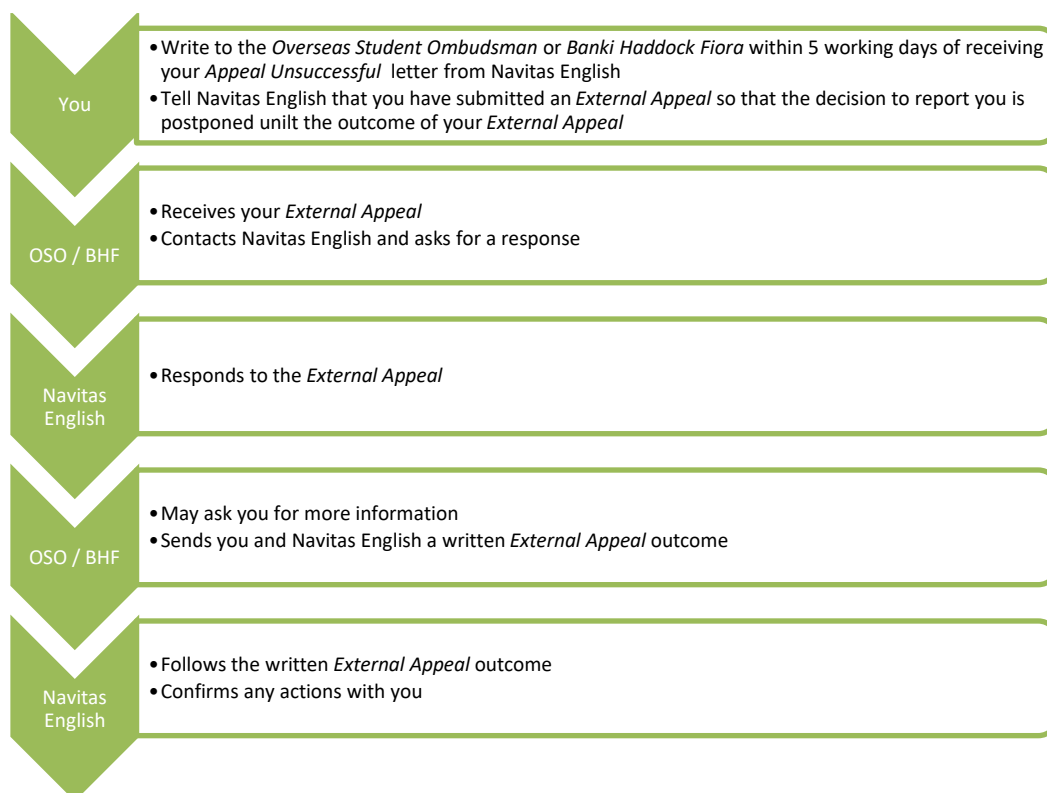 You
•Write to the Overseas Student Ombudsman or Banki Haddock Fiora within 5 working days of receiving
your Appeal Unsuccessful letter from Navitas English
•Tell Navitas English that you have submitted an External Appeal so that the decision to report you is
postponed unilt the outcome of your External Appeal
OSO / BHF
•Receives your External Appeal
•Contacts Navitas English and asks for a response
Navitas
English
•Responds to the External Appeal
OSO / BHF
•May ask you for more information
•Sends you and Navitas English a written External Appeal outcome
Navitas
English
•Follows the written External Appeal outcome
•Confirms any actions with you